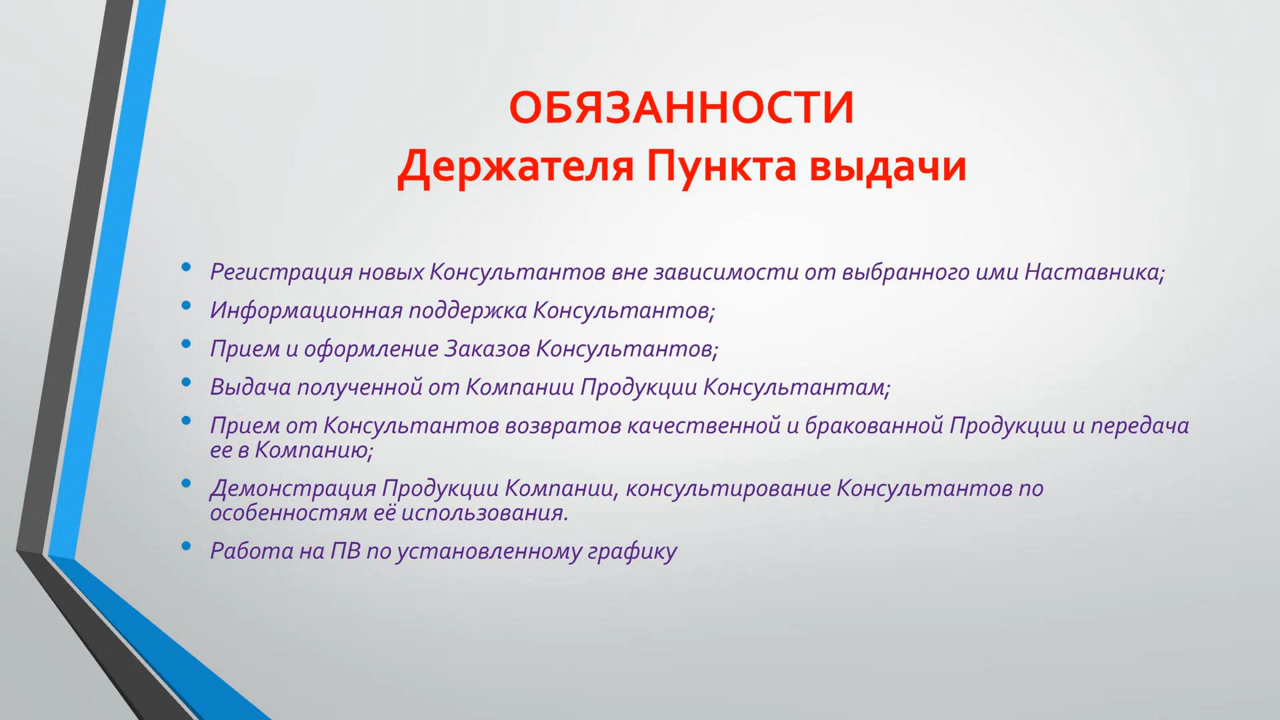 ОБЯЗАННОСТИ
Держателя Пункта выдачи
• Регистрация новых Консультантов вне зависимости от выбранного ими Наставника;
• Информационная поддержка Консультантов;
• Прием и оформление Заказов Консультантов;
• Выдача полученной от Компании Продукции Консультантам;
• Прием от Консультантов возвратов качественной и бракованной Продукции и передача
ее в Компанию;
• Демонстрация Продукции Компании, консультирование Консультантов по
особенностям её использования.
• Работа на ПВ по установленному графику